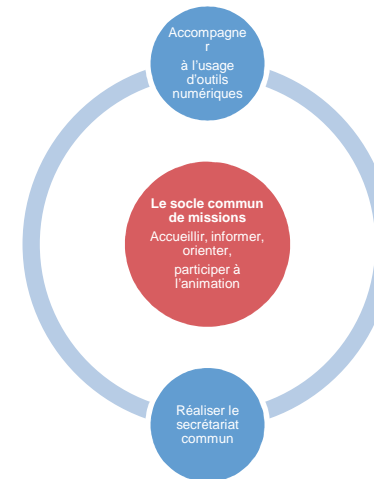 Accompagne
r
à l'usage
d'outils
numériques
Le socle commun
de missions
Accueillir, informer,
orienter,
participer à
l'animation
Réaliser le
secrétariat
commun